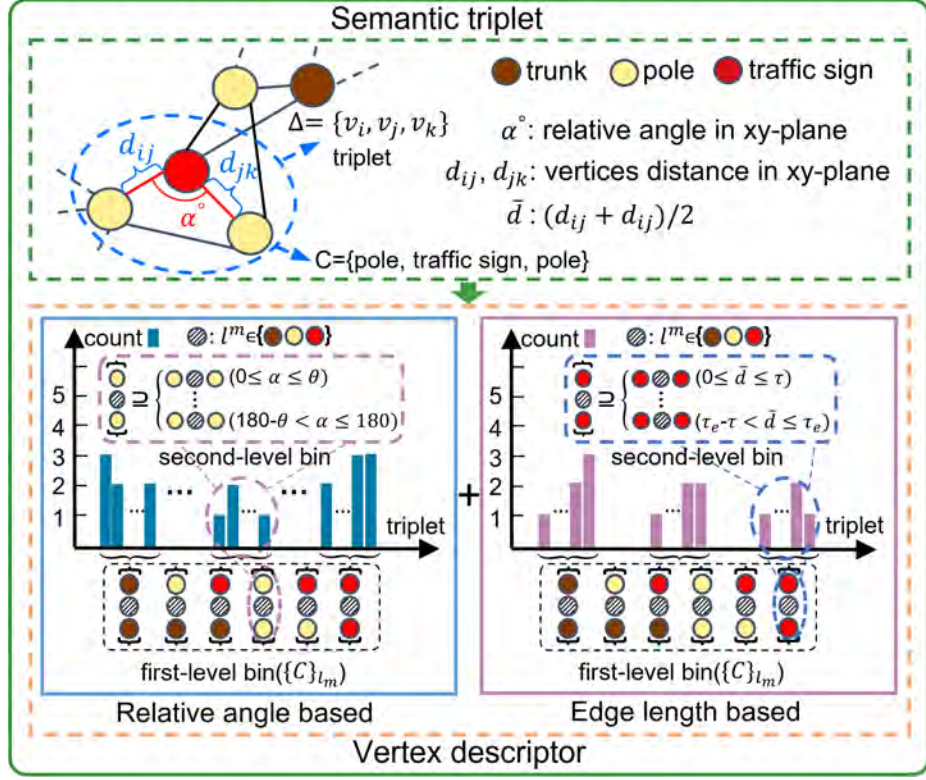 Semantic triplet
trunk pole traffic sign
Δ= {v_i, v_j, v_k}
triplet
d_ij
d_jk
α°
α°: relative angle in xy-plane
d_ij, d_jk: vertices distance in xy-plane
d̄ : (d_ij + d_ij)/2
C={pole, traffic sign, pole}
count : l^m∈{ }
5
4
3
2
1
⊇
(0≤ α ≤ θ)
⋮
(180-θ < α ≤ 180)
second-level bin
... ... ... ... ...
triplet
first-level bin({C}_{l_m})
Relative angle based
+
count : l^m∈{ }
5
4
3
2
1
⊇
(0≤ d̄ ≤ τ)
⋮
(τ_e-τ < d̄ ≤ τ_e)
second-level bin
... ... ...
triplet
first-level bin({C}_{l_m})
Edge length based
Vertex descriptor